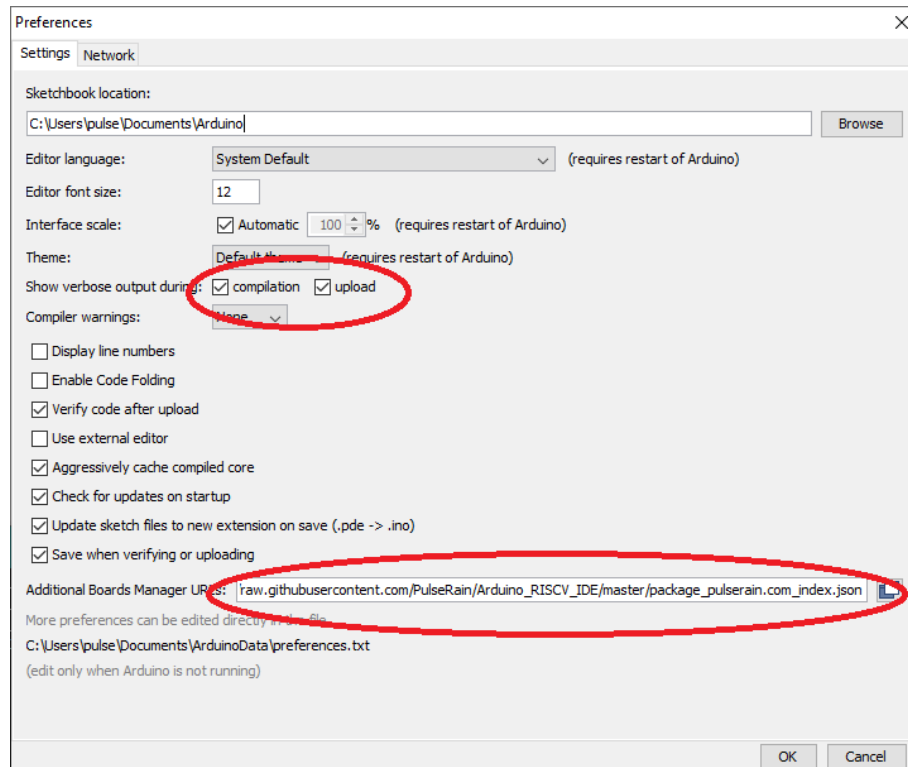 Preferences
Settings Network
Sketchbook location:
C:\Users\pulse\Documents\Arduino Browse
Editor language: System Default (requires restart of Arduino)
Editor font size: 12
Interface scale: Automatic 100 % (requires restart of Arduino)
Theme: Default theme (requires restart of Arduino)
Show verbose output during: compilation upload
Compiler warnings: None
Display line numbers
Enable Code Folding
Verify code after upload
Use external editor
Aggressively cache compiled core
Check for updates on startup
Update sketch files to new extension on save (.pde -> .ino)
Save when verifying or uploading
Additional Boards Manager URLs: raw.githubusercontent.com/PulseRain/Arduino_RISCV_IDE/master/package_pulserain.com_index.json
More preferences can be edited directly in the file
C:\Users\pulse\Documents\ArduinoData\preferences.txt
(edit only when Arduino is not running)
OK Cancel